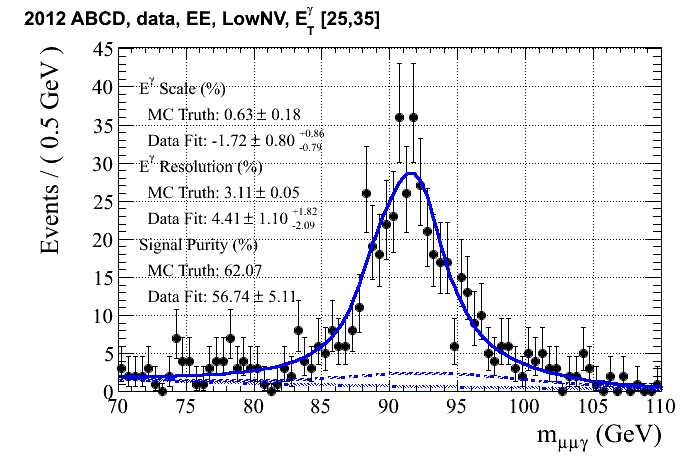 2012 ABCD, data, EE, LowNV, E_T^γ [25,35]
Events / ( 0.5 GeV )
45
40
35
30
25
20
15
10
5
0
E^γ Scale (%)
MC Truth: 0.63 ± 0.18
Data Fit: -1.72 ± 0.80 +0.86 -0.79
E^γ Resolution (%)
MC Truth: 3.11 ± 0.05
Data Fit: 4.41 ± 1.10 +1.82 -2.09
Signal Purity (%)
MC Truth: 62.07
Data Fit: 56.74 ± 5.11
70 75 80 85 90 95 100 105 110
m_μμγ (GeV)